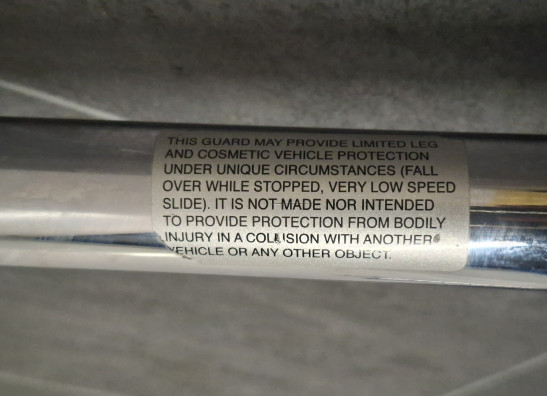 THIS GUARD MAY PROVIDE LIMITED LEG
AND COSMETIC VEHICLE PROTECTION
UNDER UNIQUE CIRCUMSTANCES (FALL
OVER WHILE STOPPED, VERY LOW SPEED
SLIDE). IT IS NOT MADE NOR INTENDED
TO PROVIDE PROTECTION FROM BODILY
INJURY IN A COLLISION WITH ANOTHER
VEHICLE OR ANY OTHER OBJECT.